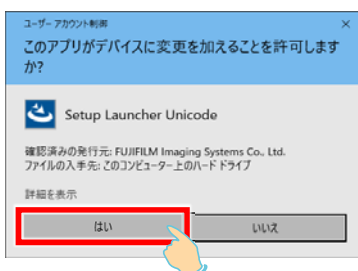 ユーザー アカウント制御
×
このアプリがデバイスに変更を加えることを許可します
か?
Setup Launcher Unicode
確認済みの発行元: FUJIFILM Imaging Systems Co., Ltd.
ファイルの入手先: このコンピューター上のハード ドライブ
詳細を表示
はい
いいえ